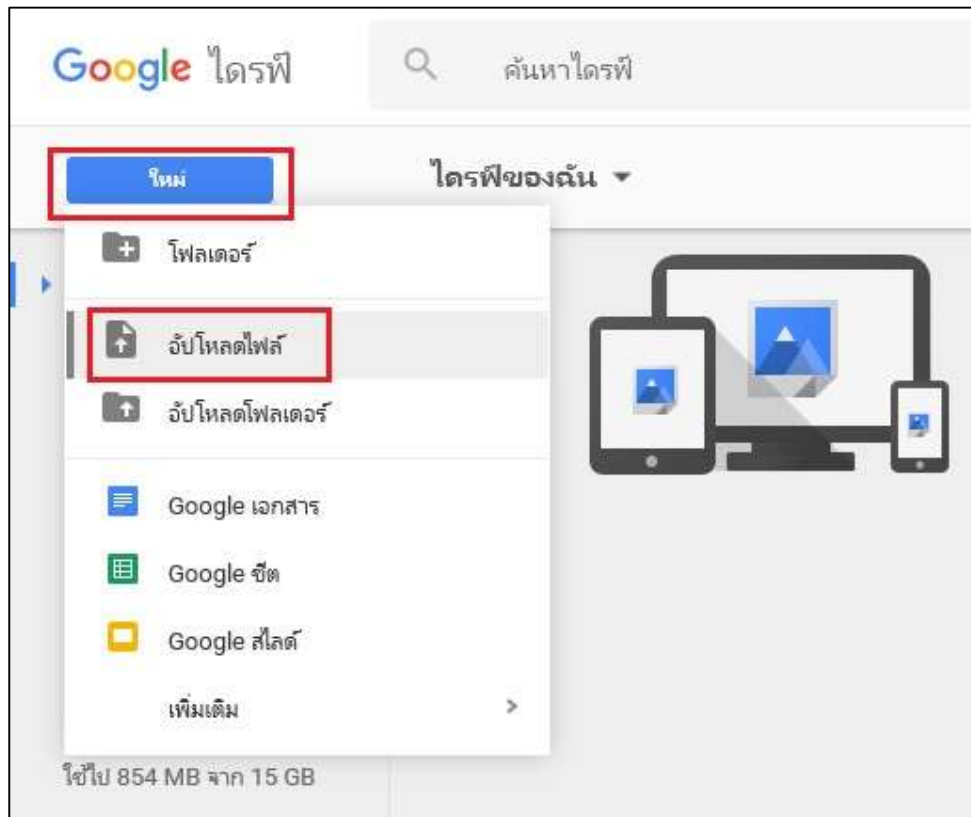 Google ไดรฟ์
ค้นหาไดรฟ์
ใหม่
ไดรฟ์ของฉัน
โฟลเดอร์
อัปโหลดไฟล์
อัปโหลดโฟลเดอร์
Google เอกสาร
Google ชีต
Google สไลด์
เพิ่มเติม
ใช้ไป 854 MB จาก 15 GB